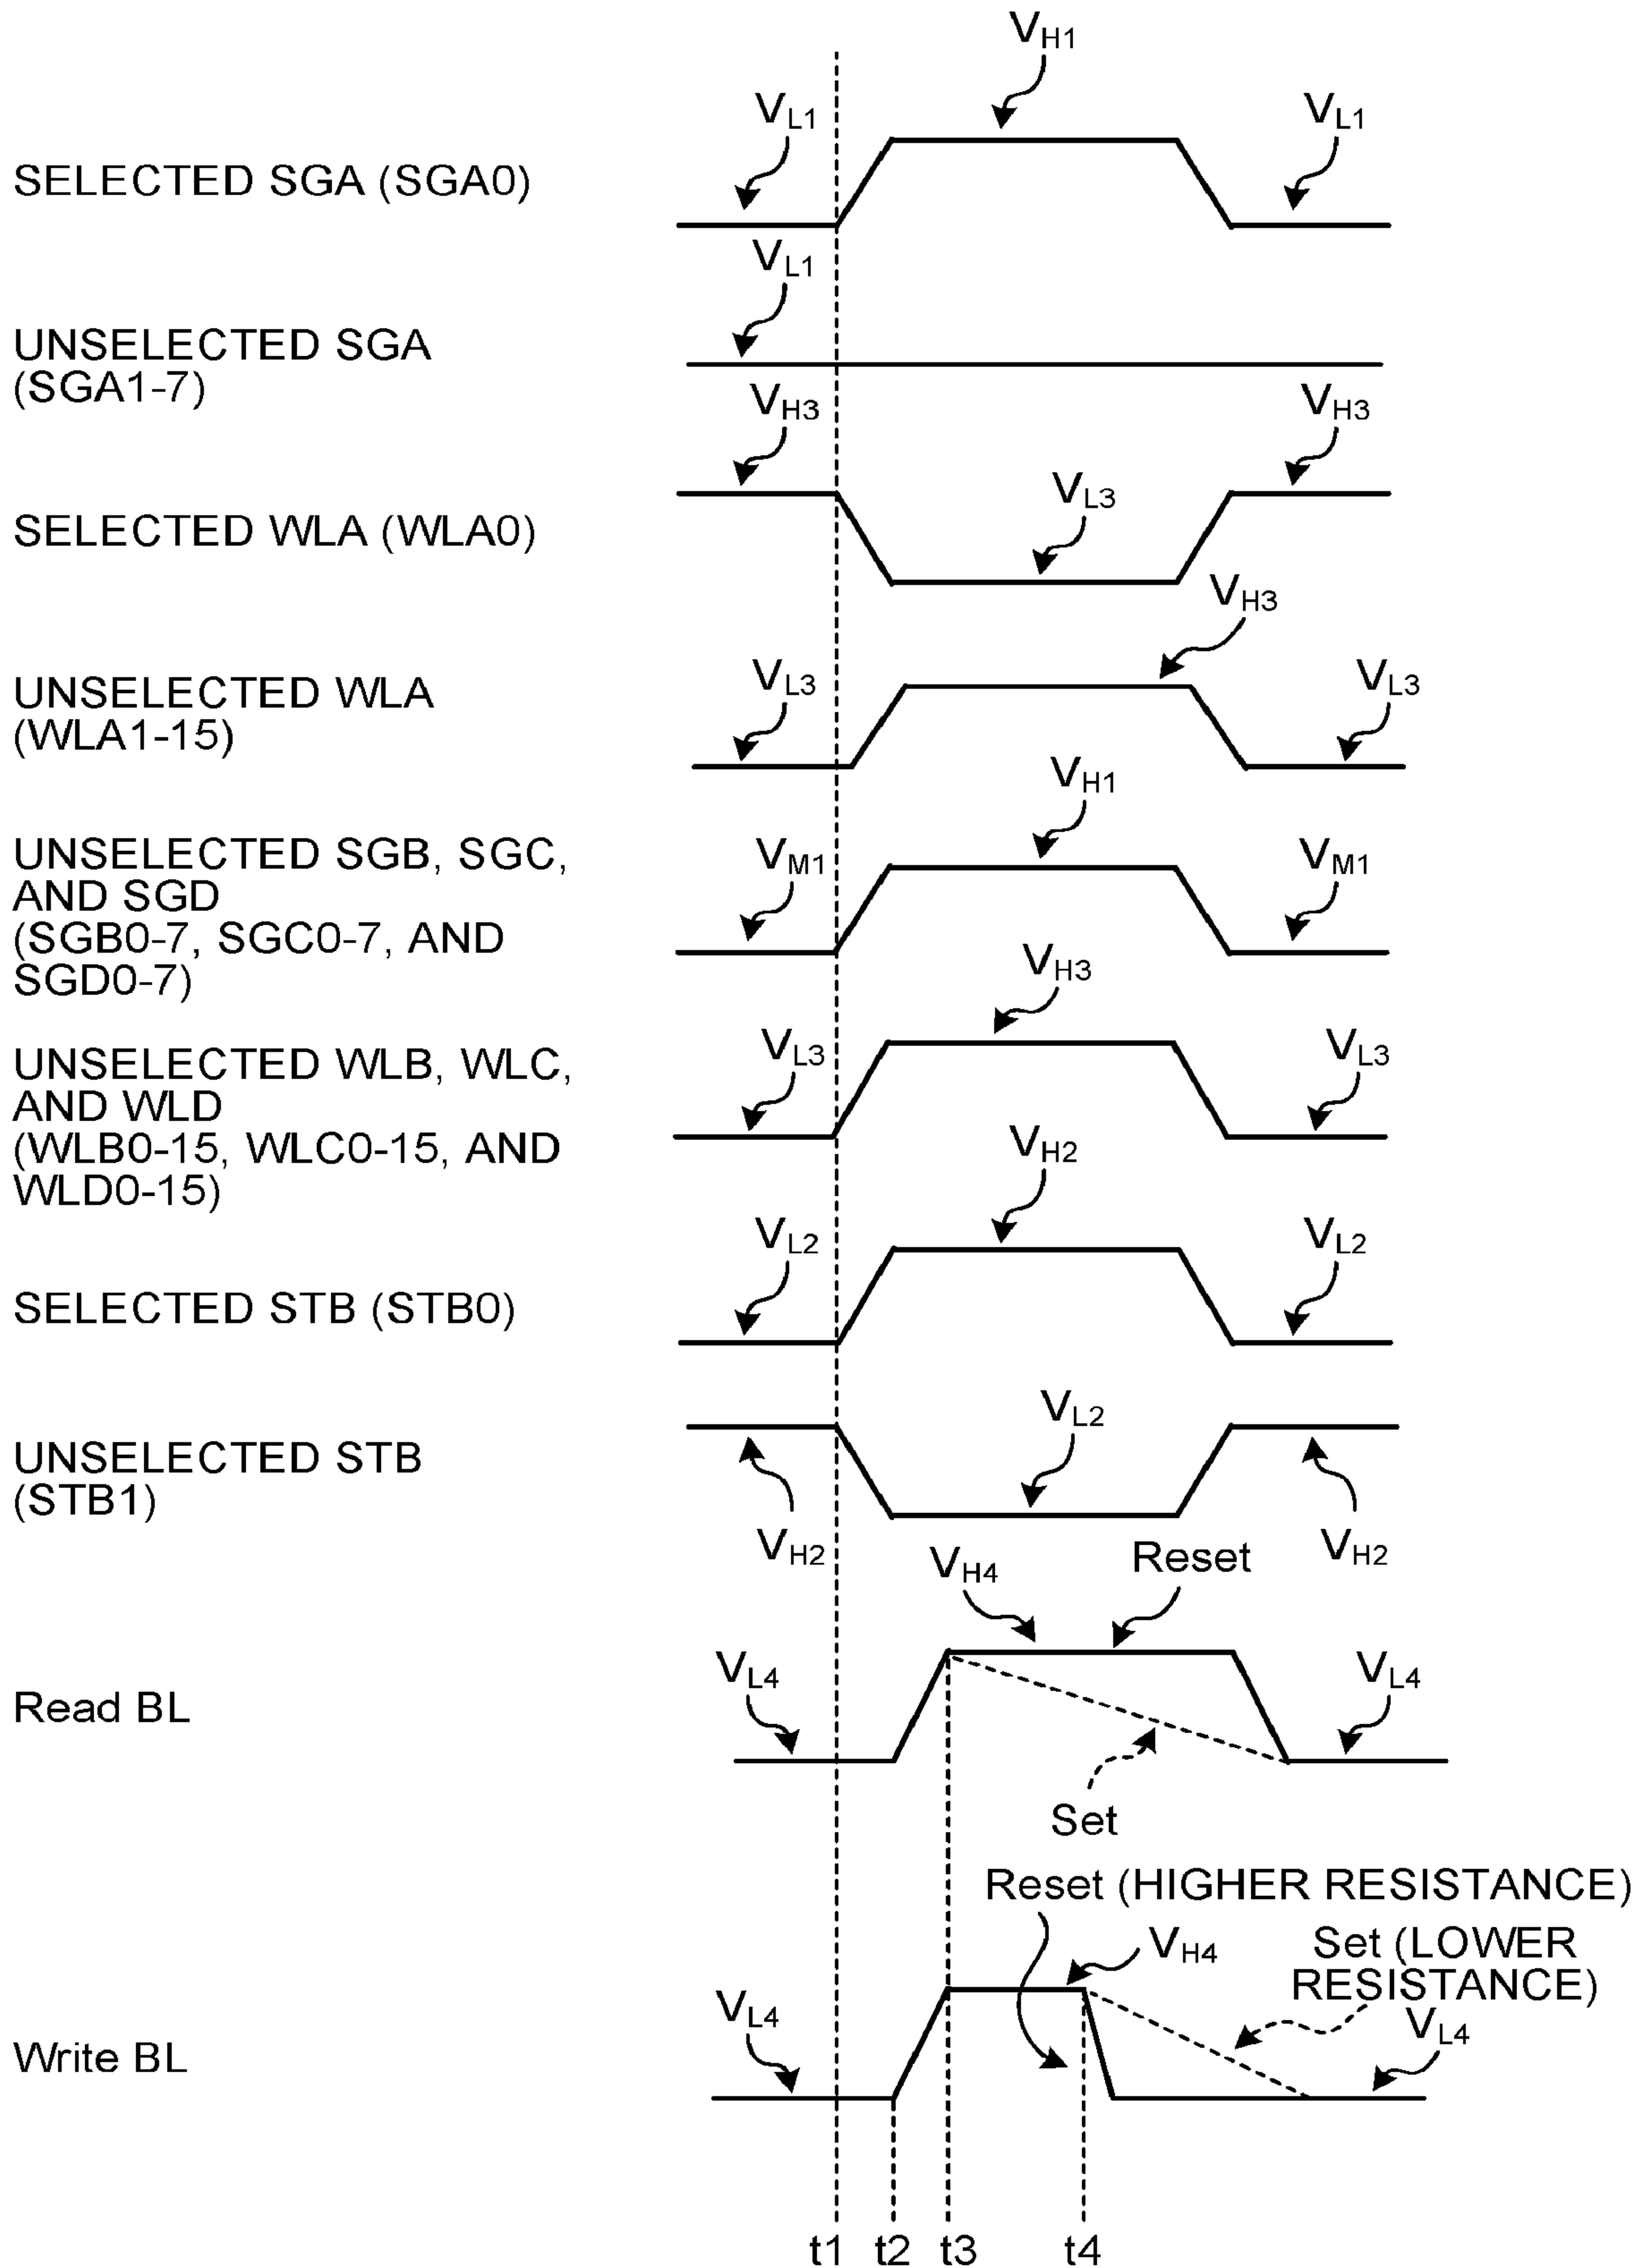 VH1
VL1
VL1
SELECTED SGA (SGA0)
VL1
UNSELECTED SGA
(SGA1-7)
VH3
VH3
SELECTED WLA (WLA0)
VL3
VH3
UNSELECTED WLA
(WLA1-15)
VL3
VL3
VH1
UNSELECTED SGB, SGC,
AND SGD
(SGB0-7, SGC0-7, AND
SGD0-7)
VM1
VM1
VH3
UNSELECTED WLB, WLC,
AND WLD
(WLB0-15, WLC0-15, AND
WLD0-15)
VL3
VL3
VH2
VL2
VL2
SELECTED STB (STB0)
VL2
UNSELECTED STB
(STB1)
VH2
VH2
VH4
Reset
VL4
VL4
Read BL
Set
Reset (HIGHER RESISTANCE)
VH4
Set (LOWER
RESISTANCE)
VL4
VL4
Write BL
t1 t2 t3 t4